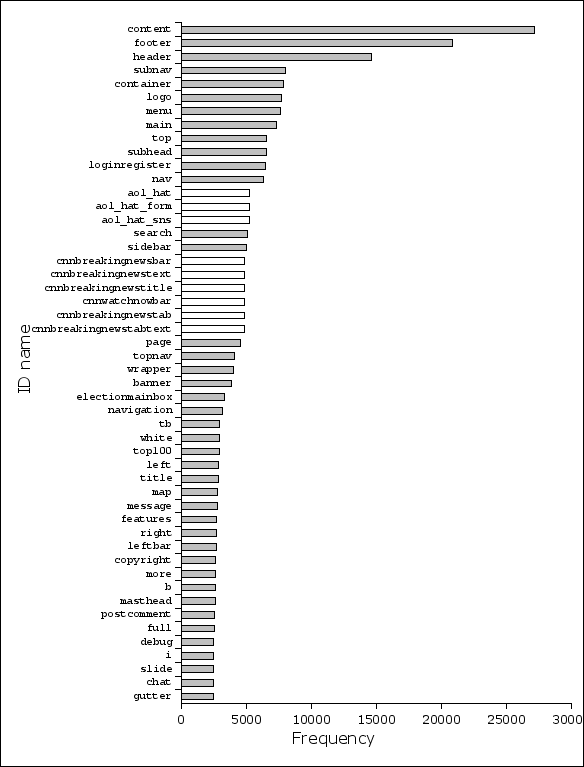 content
footer
header
subnav
container
logo
menu
main
top
subhead
loginregister
nav
aol_hat
aol_hat_form
aol_hat_sns
search
sidebar
cnnbreakingnewsbar
cnnbreakingnewstext
cnnbreakingnewstitle
cnnwatchnowbar
cnnbreakingnewstab
cnnbreakingnewstabtext
page
topnav
wrapper
banner
electionmainbox
navigation
tb
white
top100
left
title
map
message
features
right
leftbar
copyright
more
b
masthead
postcomment
full
debug
i
slide
chat
gutter
ID name
0 5000 10000 15000 20000 25000 3000
Frequency